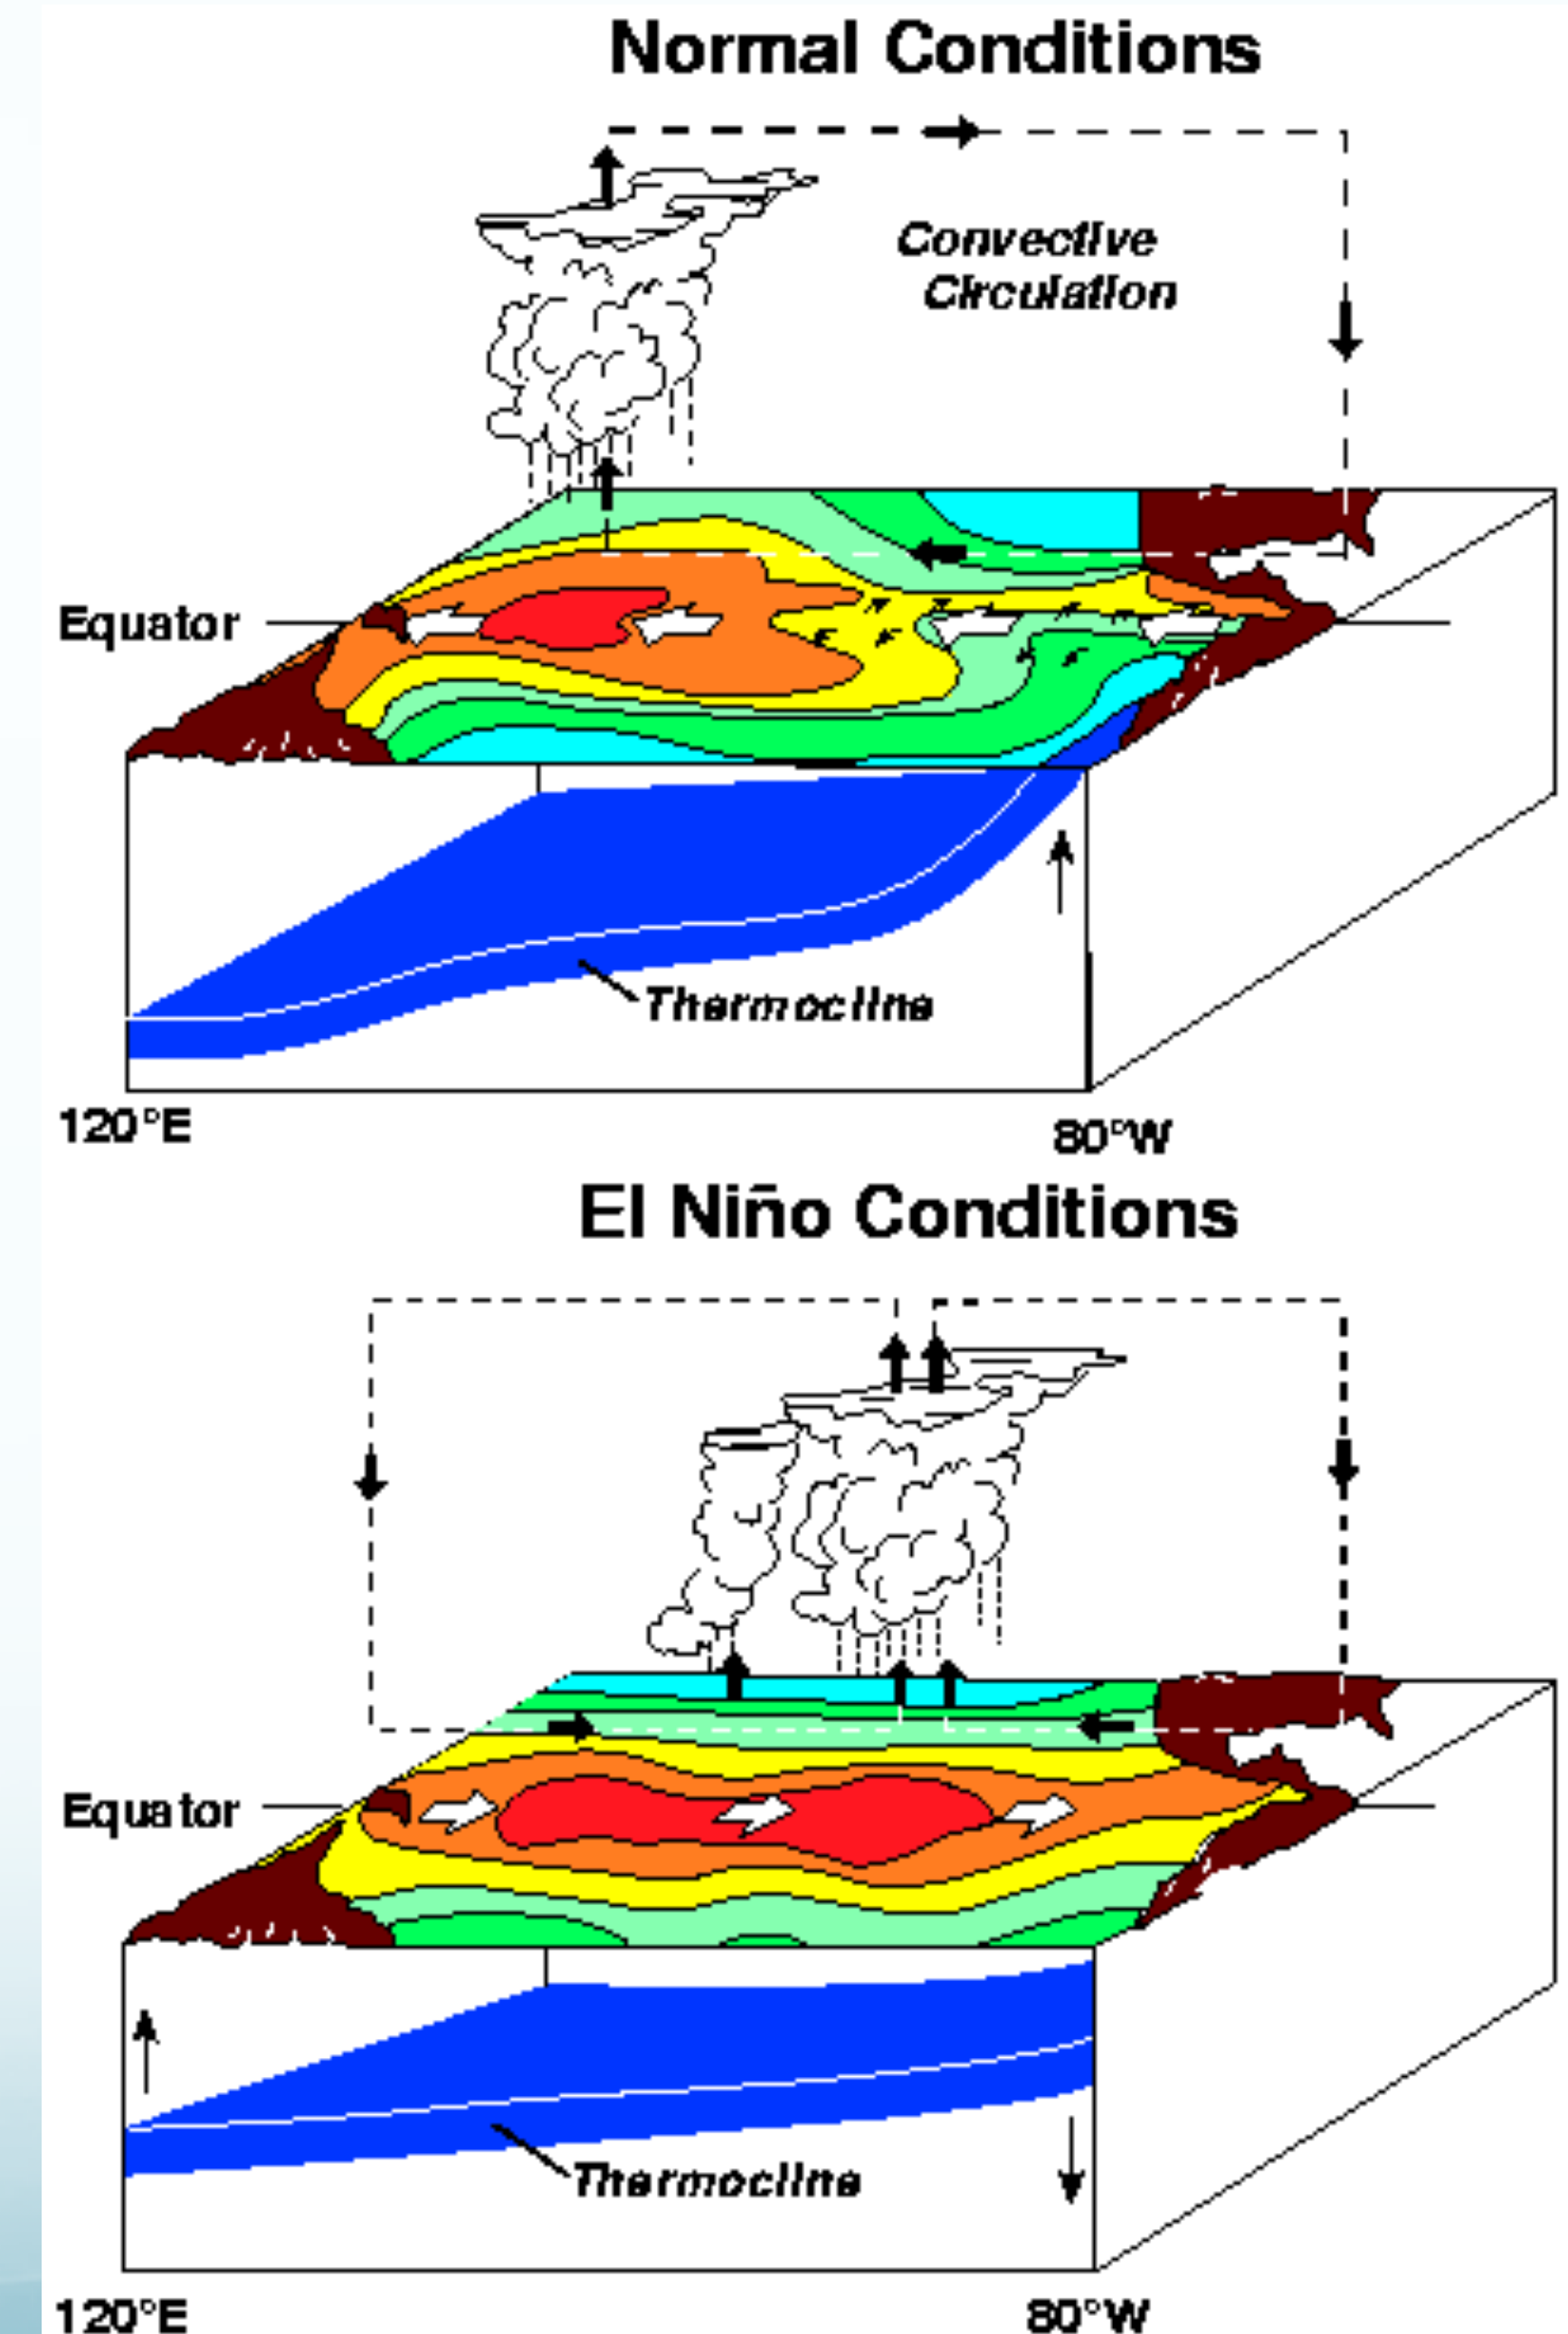 Normal Conditions
Convective
Circulation
Equator
Thermocline
120°E
80°W
El Niño Conditions
Equator
Thermocline
120°E
80°W